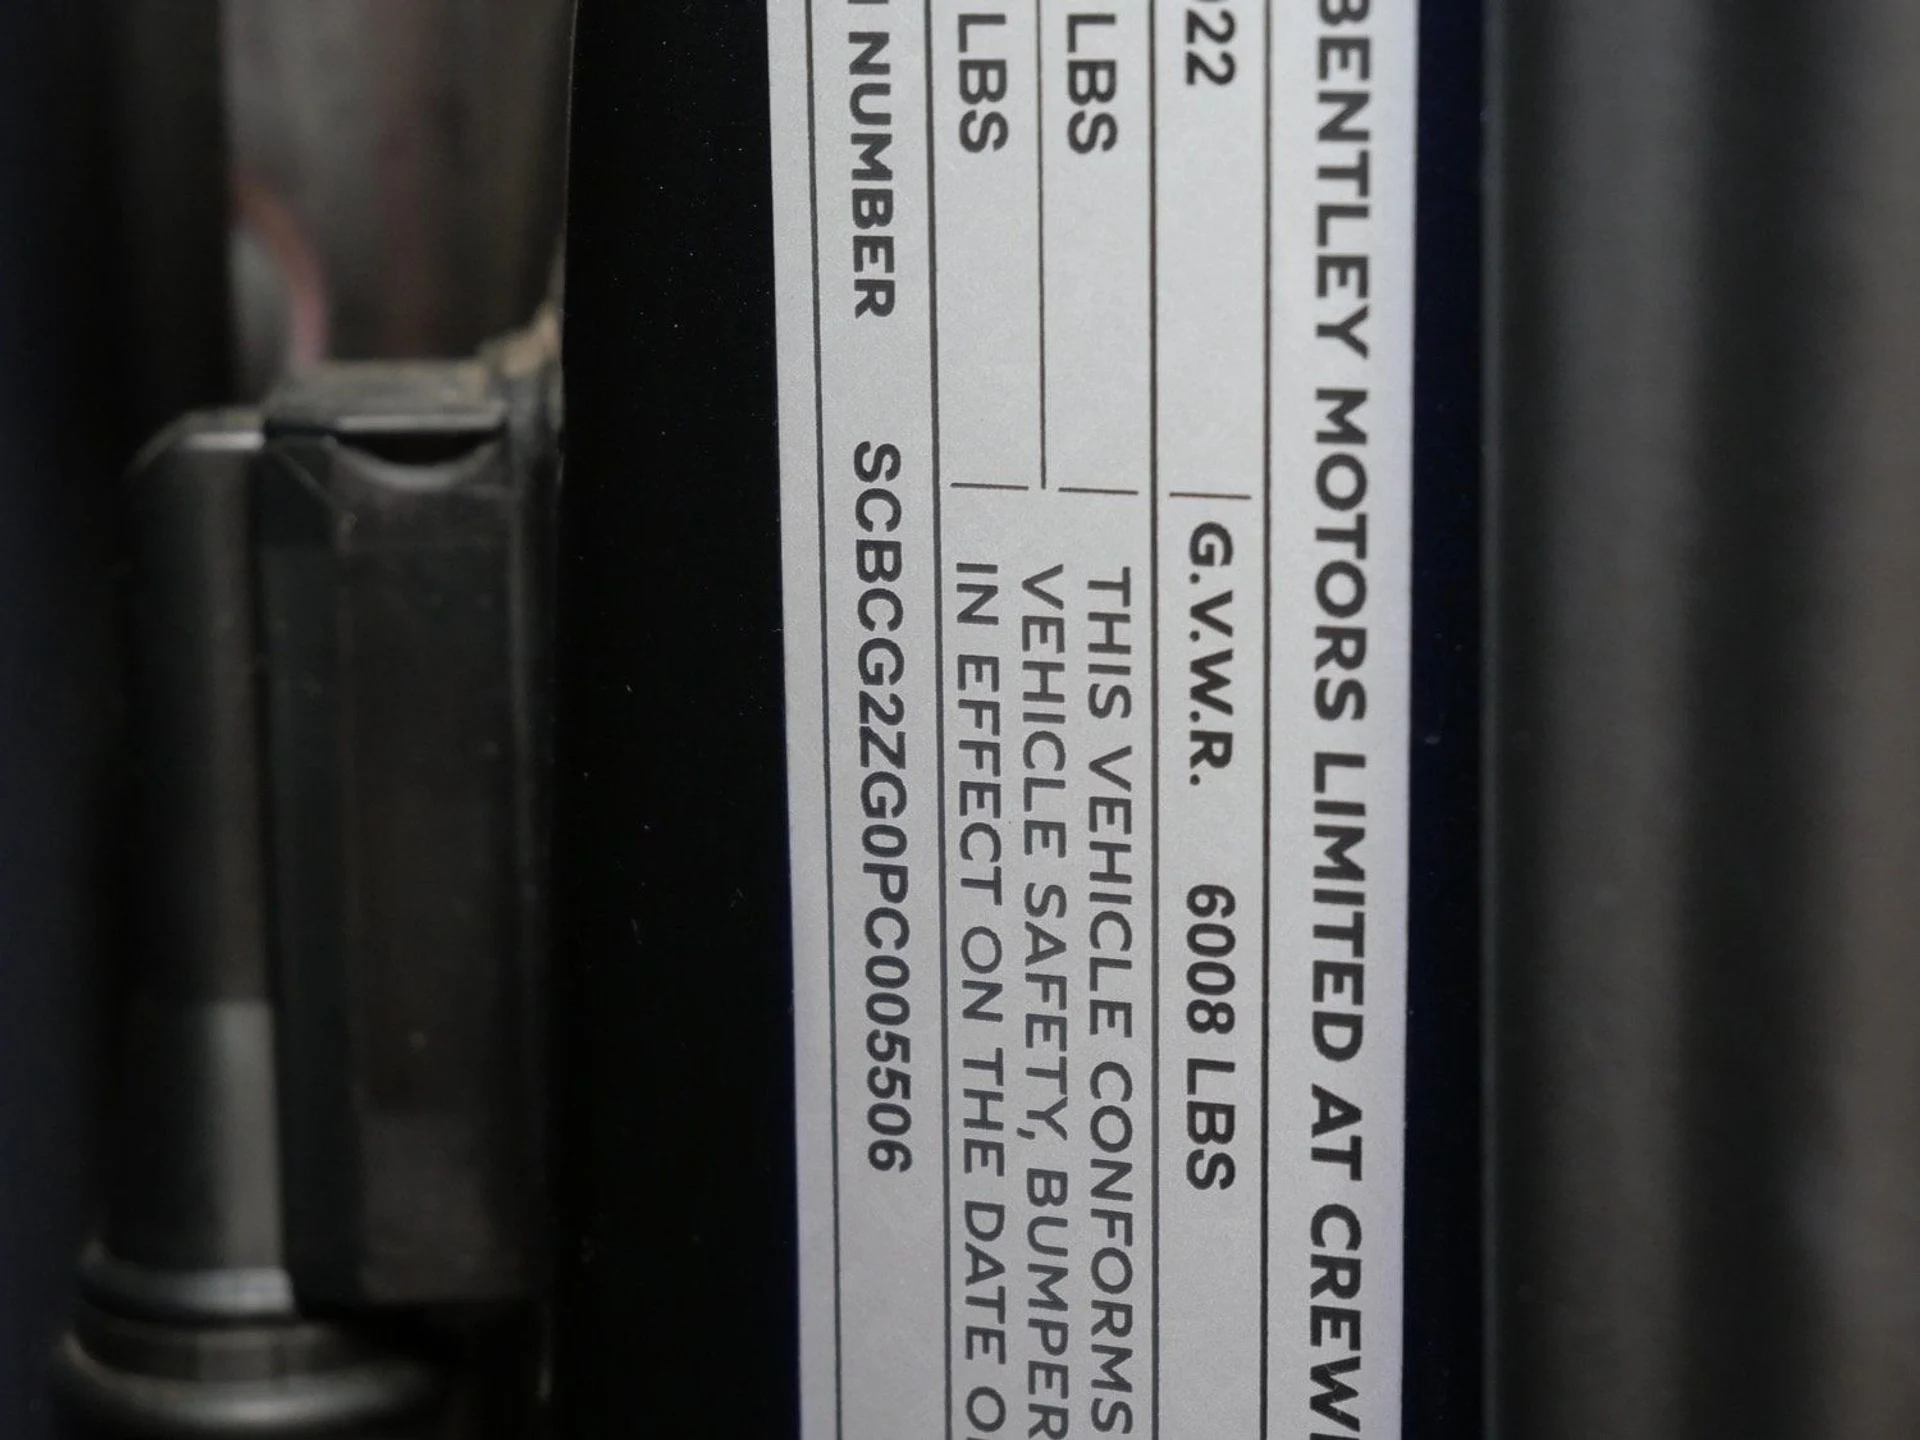 BENTLEY MOTORS LIMITED AT CREW
022 G.V.W.R. 6008 LBS
LBS THIS VEHICLE CONFORMS
VEHICLE SAFETY, BUMPER
LBS IN EFFECT ON THE DATE O
N NUMBER SCBCG2ZG0PC005506